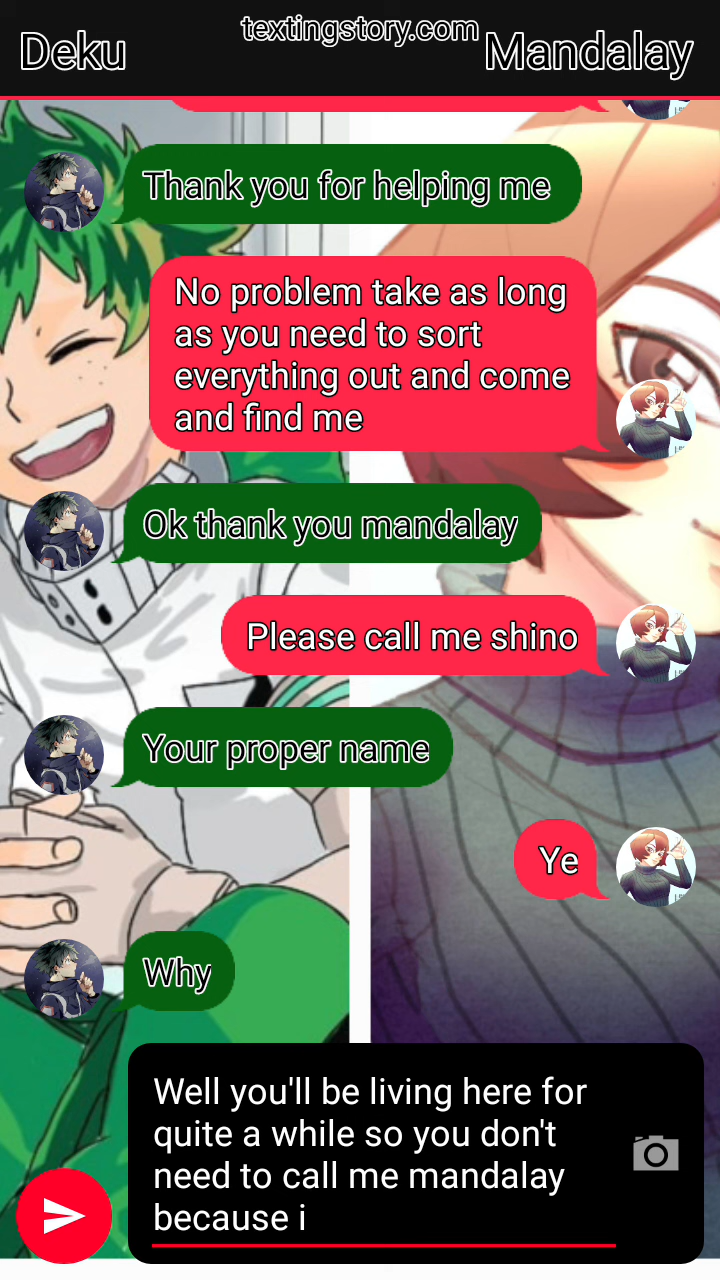 textingstory.com
Deku
Mandalay
Thank you for helping me
No problem take as long
as you need to sort
everything out and come
and find me
Ok thank you mandalay
Please call me shino
Your proper name
Ye
Why
Well you'll be living here for
quite a while so you don't
need to call me mandalay
because i